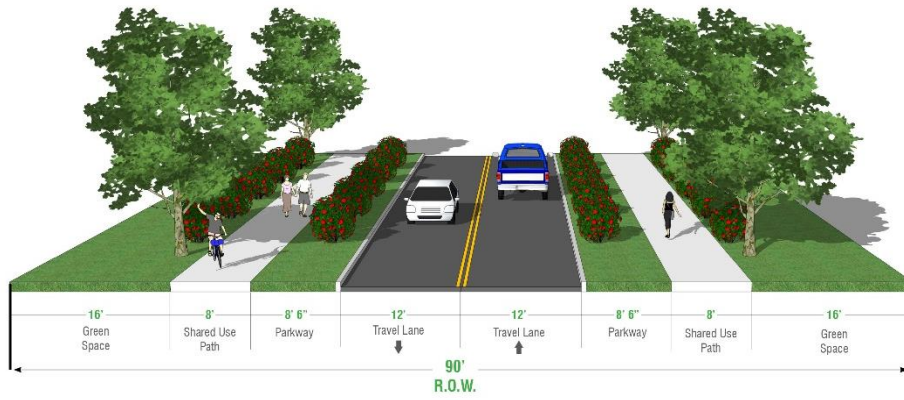 16' 8' 8' 6" 12' 12' 8' 6" 8' 16'
Green Space
Shared Use Path
Parkway
Travel Lane
Travel Lane
Parkway
Shared Use Path
Green Space
90'
R.O.W.